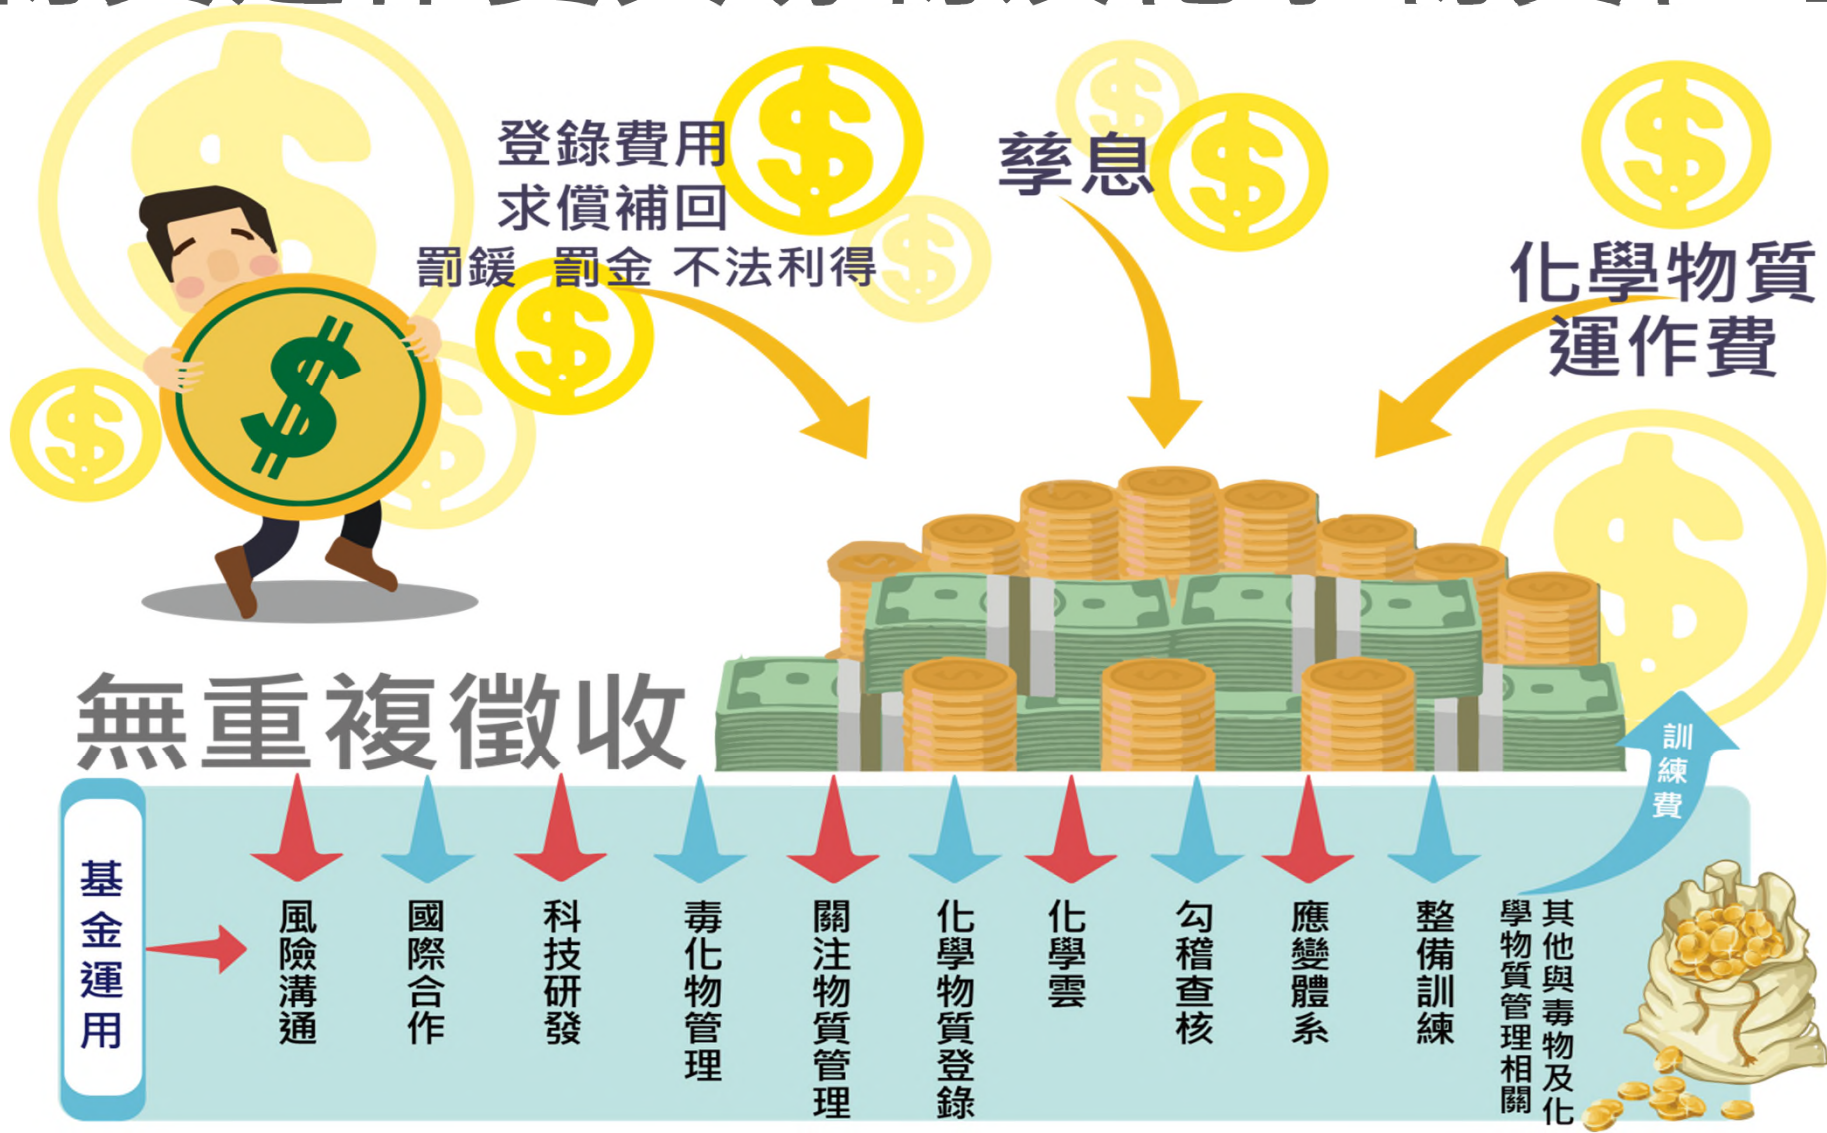 登錄費用
求償補回
罰鍰 罰金 不法利得
孳息
化學物質
運作費
無重複徵收
訓練費
基金運用
風險溝通
國際合作
科技研發
毒化物管理
關注物質管理
化學物質登錄
化學雲
勾稽查核
應變體系
整備訓練
其他與毒物及化
學物質管理相關